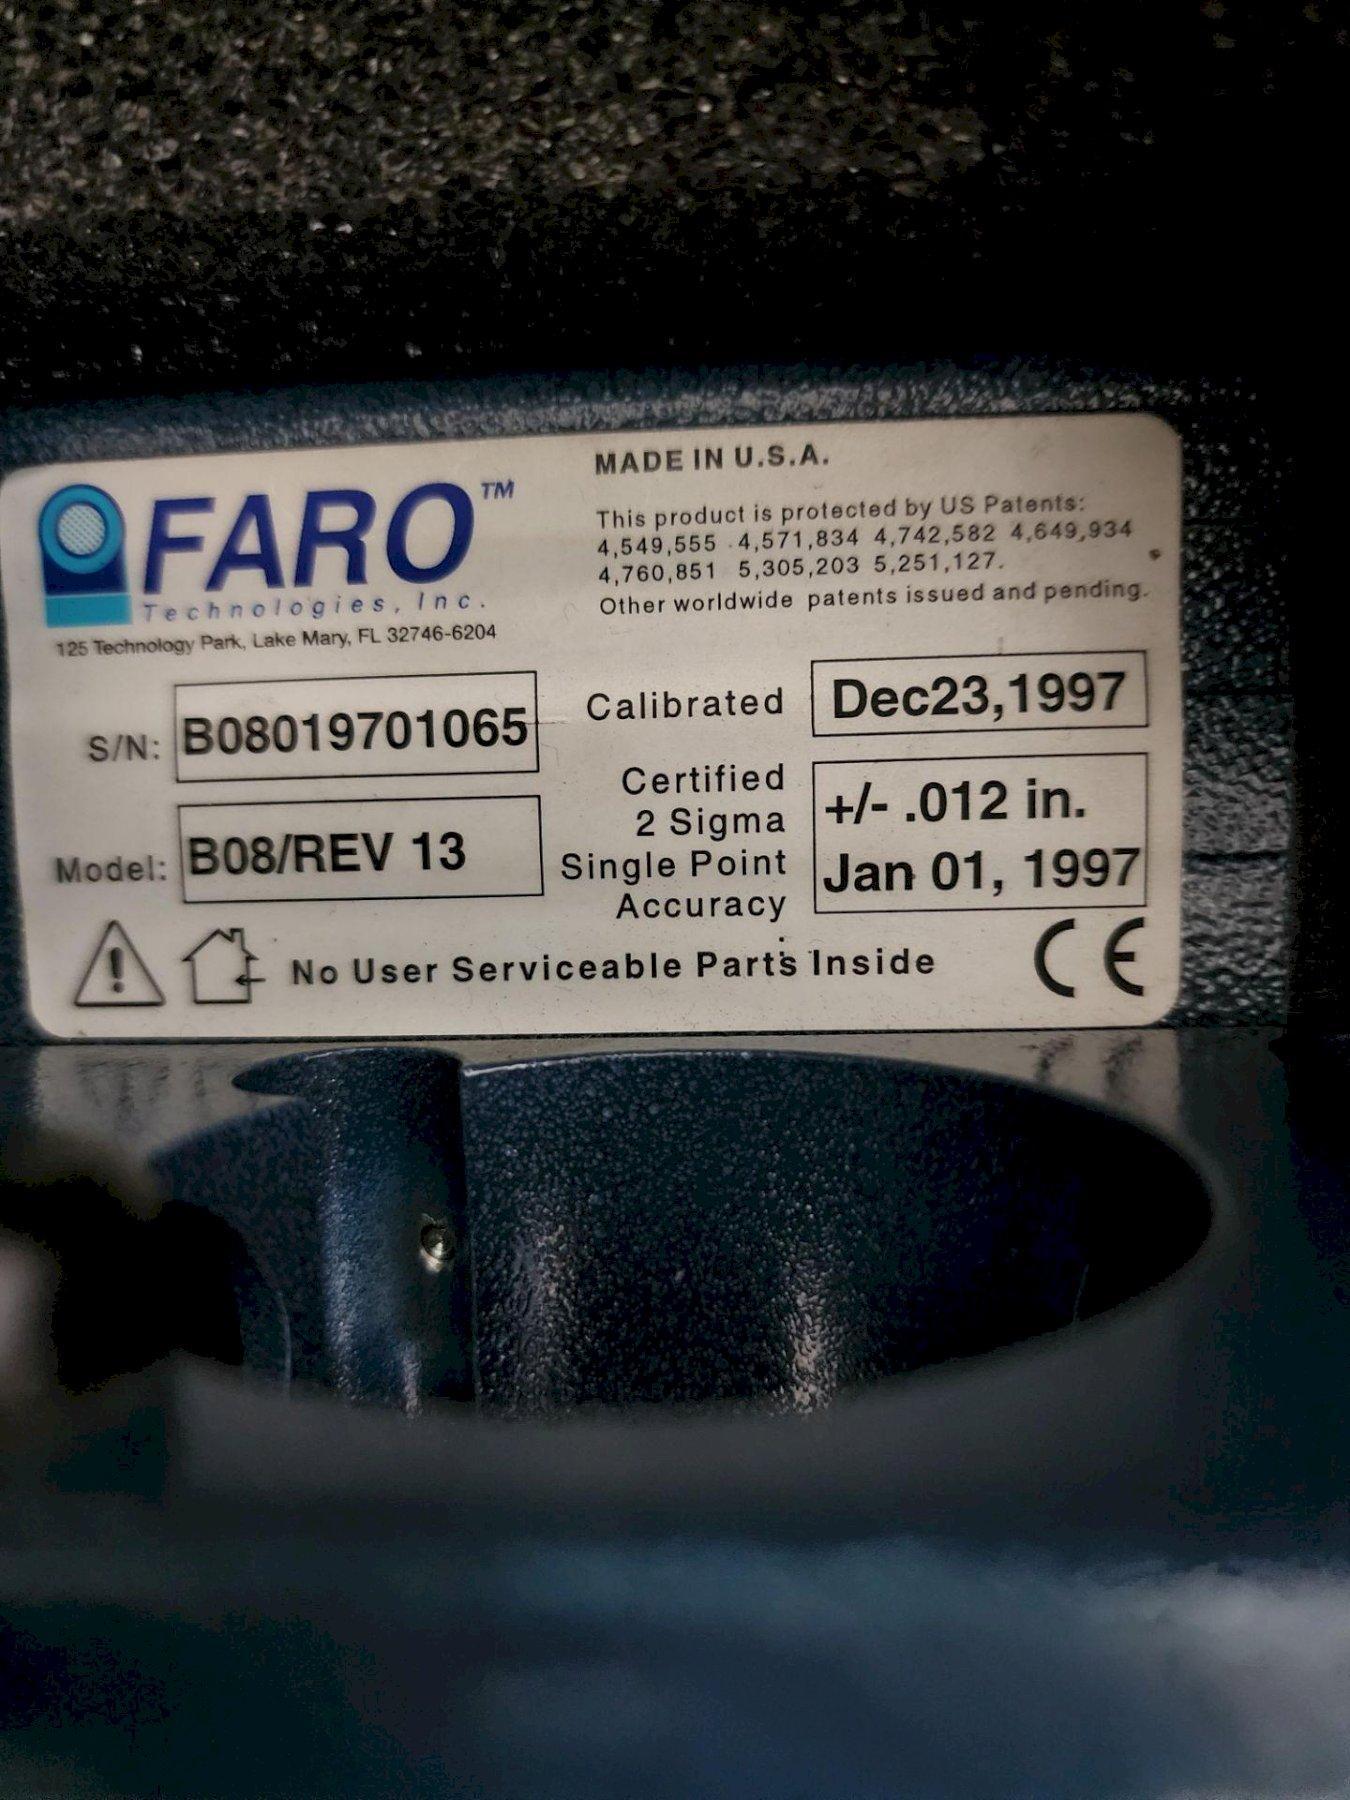 FARO™
Technologies, Inc.
125 Technology Park, Lake Mary, FL 32746-6204
MADE IN U.S.A.
This product is protected by US Patents:
4,549,555 4,571,834 4,742,582 4,649,934
4,760,851 5,305,203 5,251,127.
Other worldwide patents issued and pending.
S/N: B08019701065
Model: B08/REV 13
Calibrated Dec23,1997
Certified
2 Sigma
Single Point
Accuracy
+/- .012 in.
Jan 01, 1997
No User Serviceable Parts Inside
CE